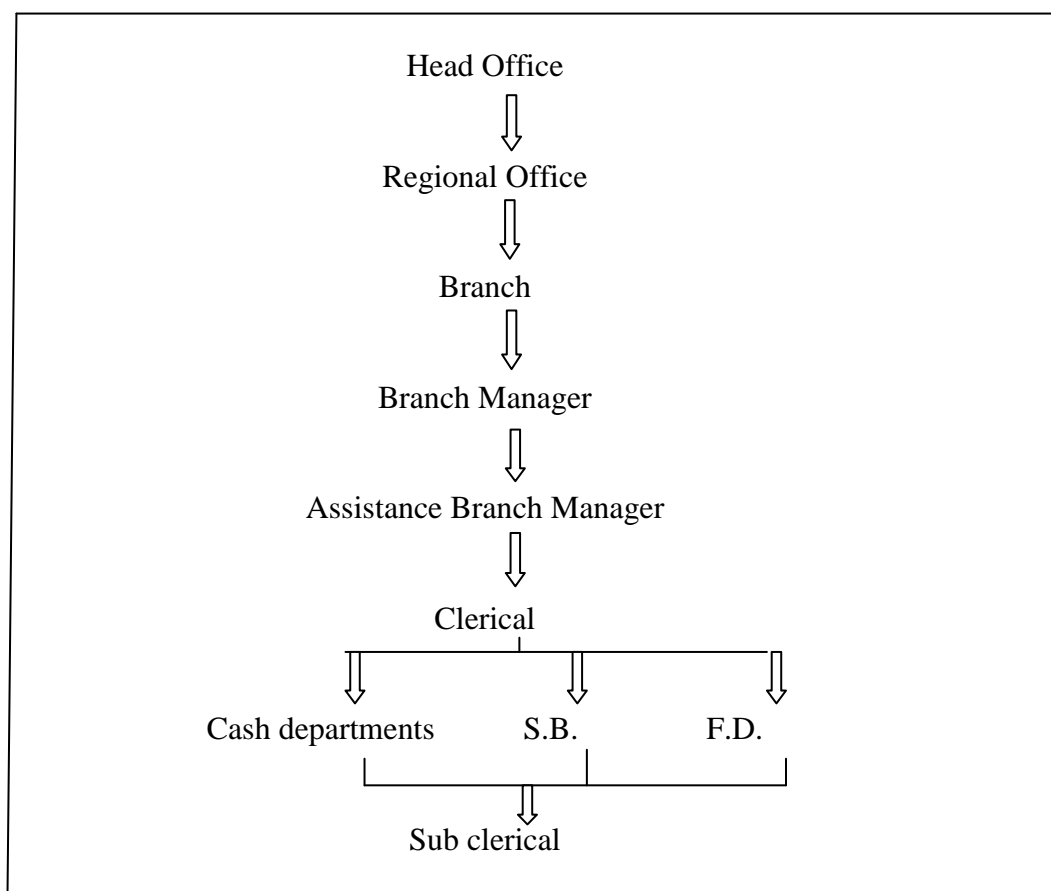 Head Office
Regional Office
Branch
Branch Manager
Assistance Branch Manager
Clerical
Cash departments S.B. F.D.
Sub clerical